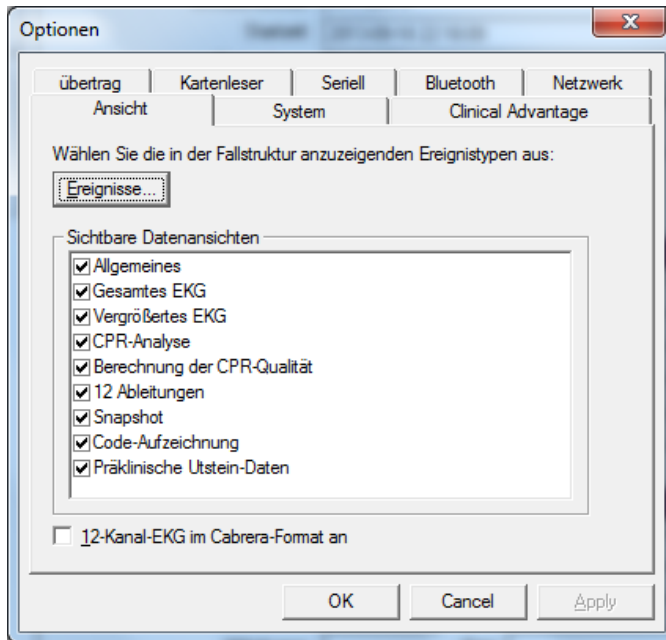 Optionen
übertrag Kartenleser Seriell Bluetooth Netzwerk
Ansicht System Clinical Advantage
Wählen Sie die in der Fallstruktur anzuzeigenden Ereignistypen aus:
Ereignisse...
Sichtbare Datenansichten
Allgemeines
Gesamtes EKG
Vergrößertes EKG
CPR-Analyse
Berechnung der CPR-Qualität
12 Ableitungen
Snapshot
Code-Aufzeichnung
Präklinische Utstein-Daten
12-Kanal-EKG im Cabrera-Format an
OK Cancel Apply